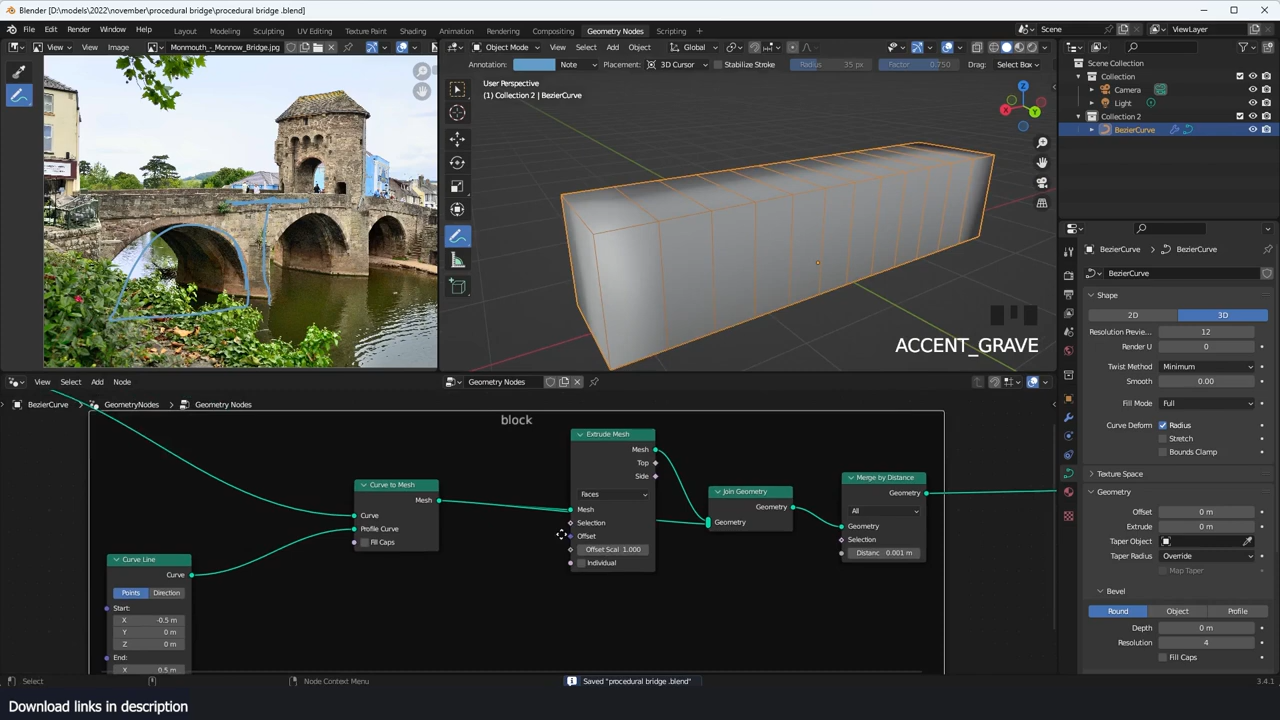 Blender [D:\models\2022\november\procedural bridge\procedural bridge .blend]
File Edit Render Window Help Layout Modeling Sculpting UV Editing Texture Paint Shading Animation Rendering Compositing Geometry Nodes Scripting Scene ViewLayer
View Image Monmouth_-_Monnow_Bridge.jpg
Object Mode View Select Add Object Global
Annotation: Note Placement: 3D Cursor Stabilize Stroke Radius 35 px Factor 0.750 Drag: Select Box
User Perspective
(1) Collection 2 | BezierCurve
X Y Z
ACCENT_GRAVE
Scene Collection
Collection
Camera
Light
Collection 2
BezierCurve
BezierCurve BezierCurve
BezierCurve
Shape
2D 3D
Resolution Previe... 12
Render U 0
Twist Method Minimum
Smooth 0.00
Fill Mode Full
Curve Deform Radius
Stretch
Bounds Clamp
Texture Space
Geometry
Offset 0 m
Extrude 0 m
Taper Object
Taper Radius Override
Map Taper
Bevel
Round Object Profile
Depth 0 m
Resolution 4
Fill Caps
View Select Add Node Geometry Nodes
BezierCurve GeometryNodes Geometry Nodes
block
Curve Line
Curve
Points Direction
Start:
X -0.5 m
Y 0 m
Z 0 m
End:
X 0.5 m
Curve to Mesh
Mesh
Curve
Profile Curve
Fill Caps
Extrude Mesh
Mesh
Top
Side
Faces
Mesh
Selection
Offset
Offset Scal 1.000
Individual
Join Geometry
Geometry
Geometry
Merge by Distance
Geometry
All
Geometry
Selection
Distanc 0.001 m
Select Node Context Menu Saved "procedural bridge .blend" 3.4.1
Download links in description